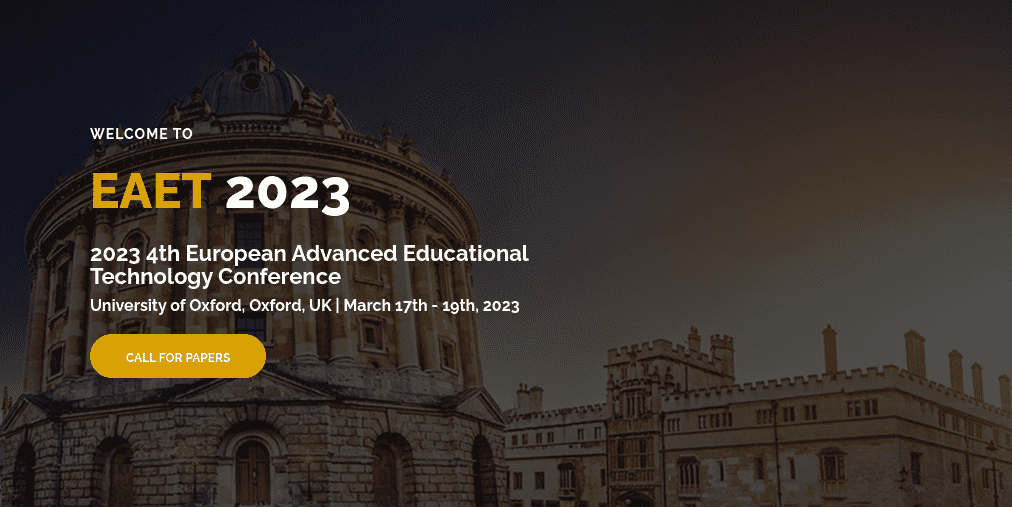 WELCOME TO
EAET 2023
2023 4th European Advanced Educational
Technology Conference
University of Oxford, Oxford, UK | March 17th - 19th, 2023
CALL FOR PAPERS